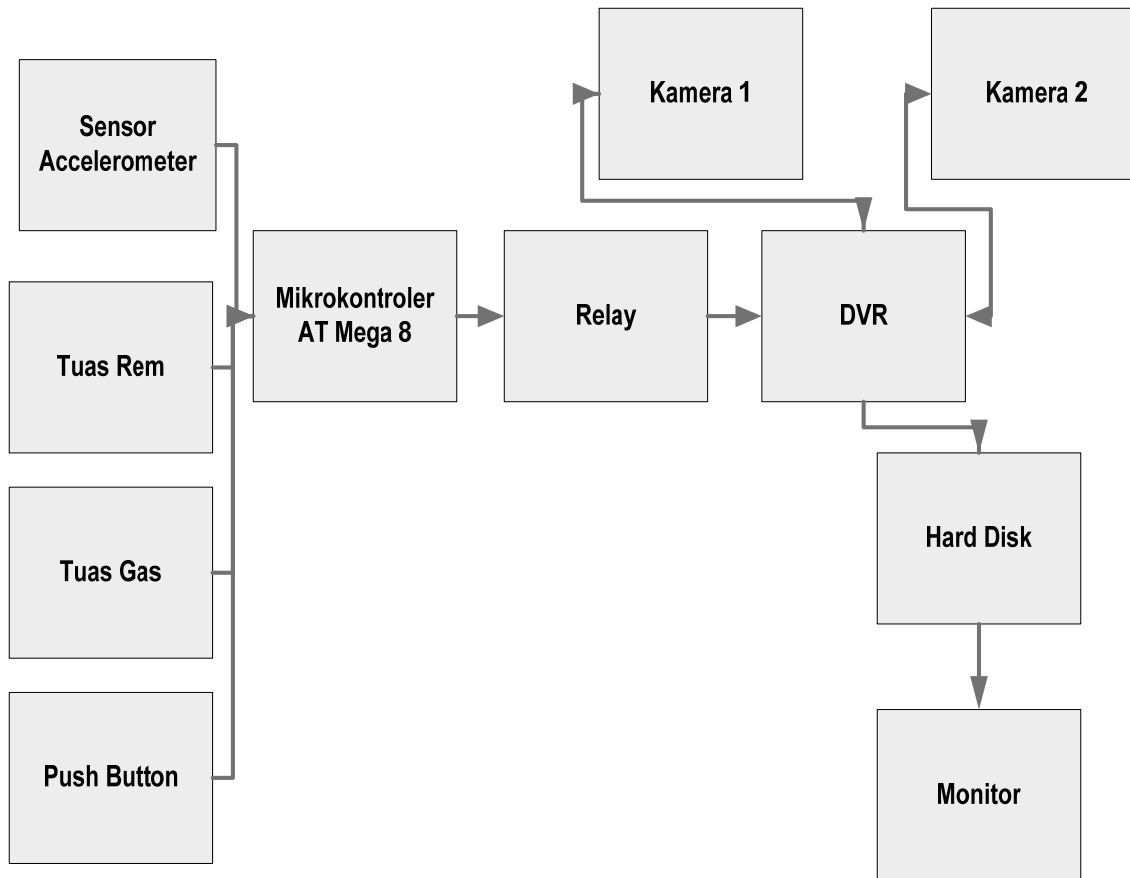 Kamera 1
Kamera 2
Sensor
Accelerometer
Mikrokontroler
AT Mega 8
Relay
DVR
Tuas Rem
Tuas Gas
Hard Disk
Push Button
Monitor